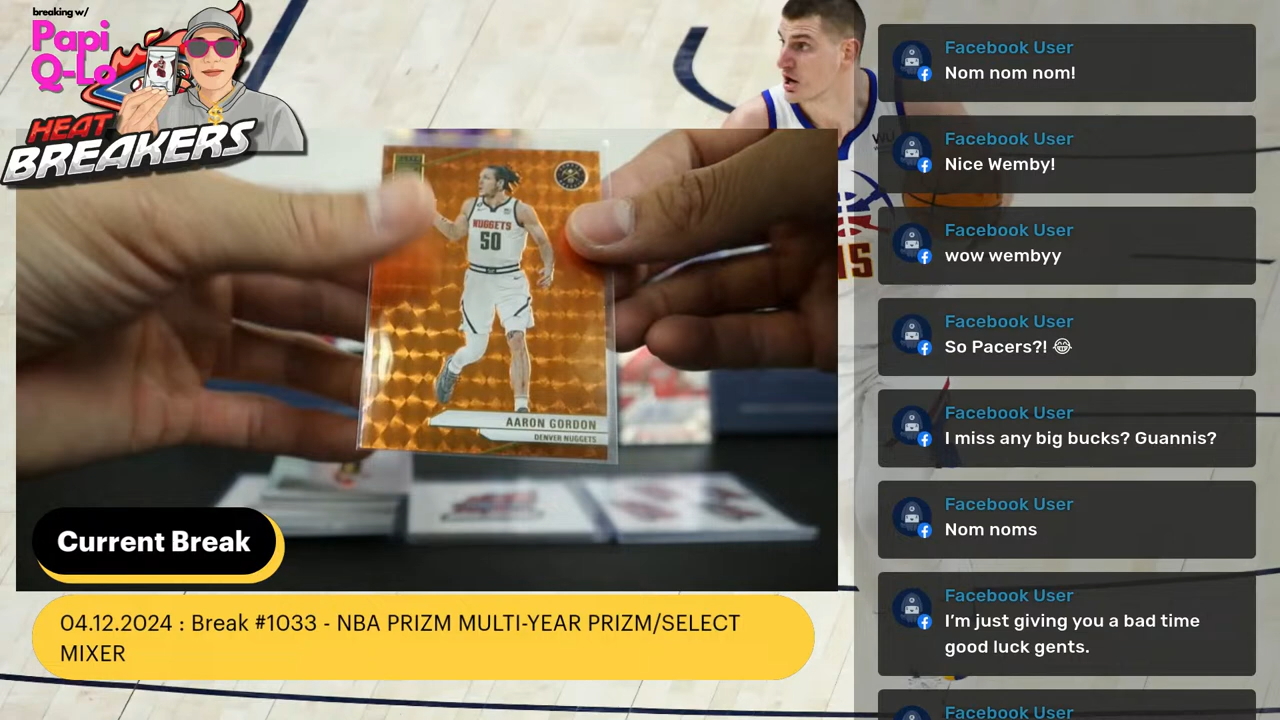 breaking w/
Papi
Q-Lo
HEAT
BREAKERS
NUGGETS
50
AARON GORDON
DENVER NUGGETS
Current Break
04.12.2024 : Break #1033 - NBA PRIZM MULTI-YEAR PRIZM/SELECT
MIXER
Facebook User
Nom nom nom!
Facebook User
Nice Wemby!
Facebook User
wow wembyy
Facebook User
So Pacers?! 😂
Facebook User
I miss any big bucks? Guannis?
Facebook User
Nom noms
Facebook User
I'm just giving you a bad time
good luck gents.
Facebook User